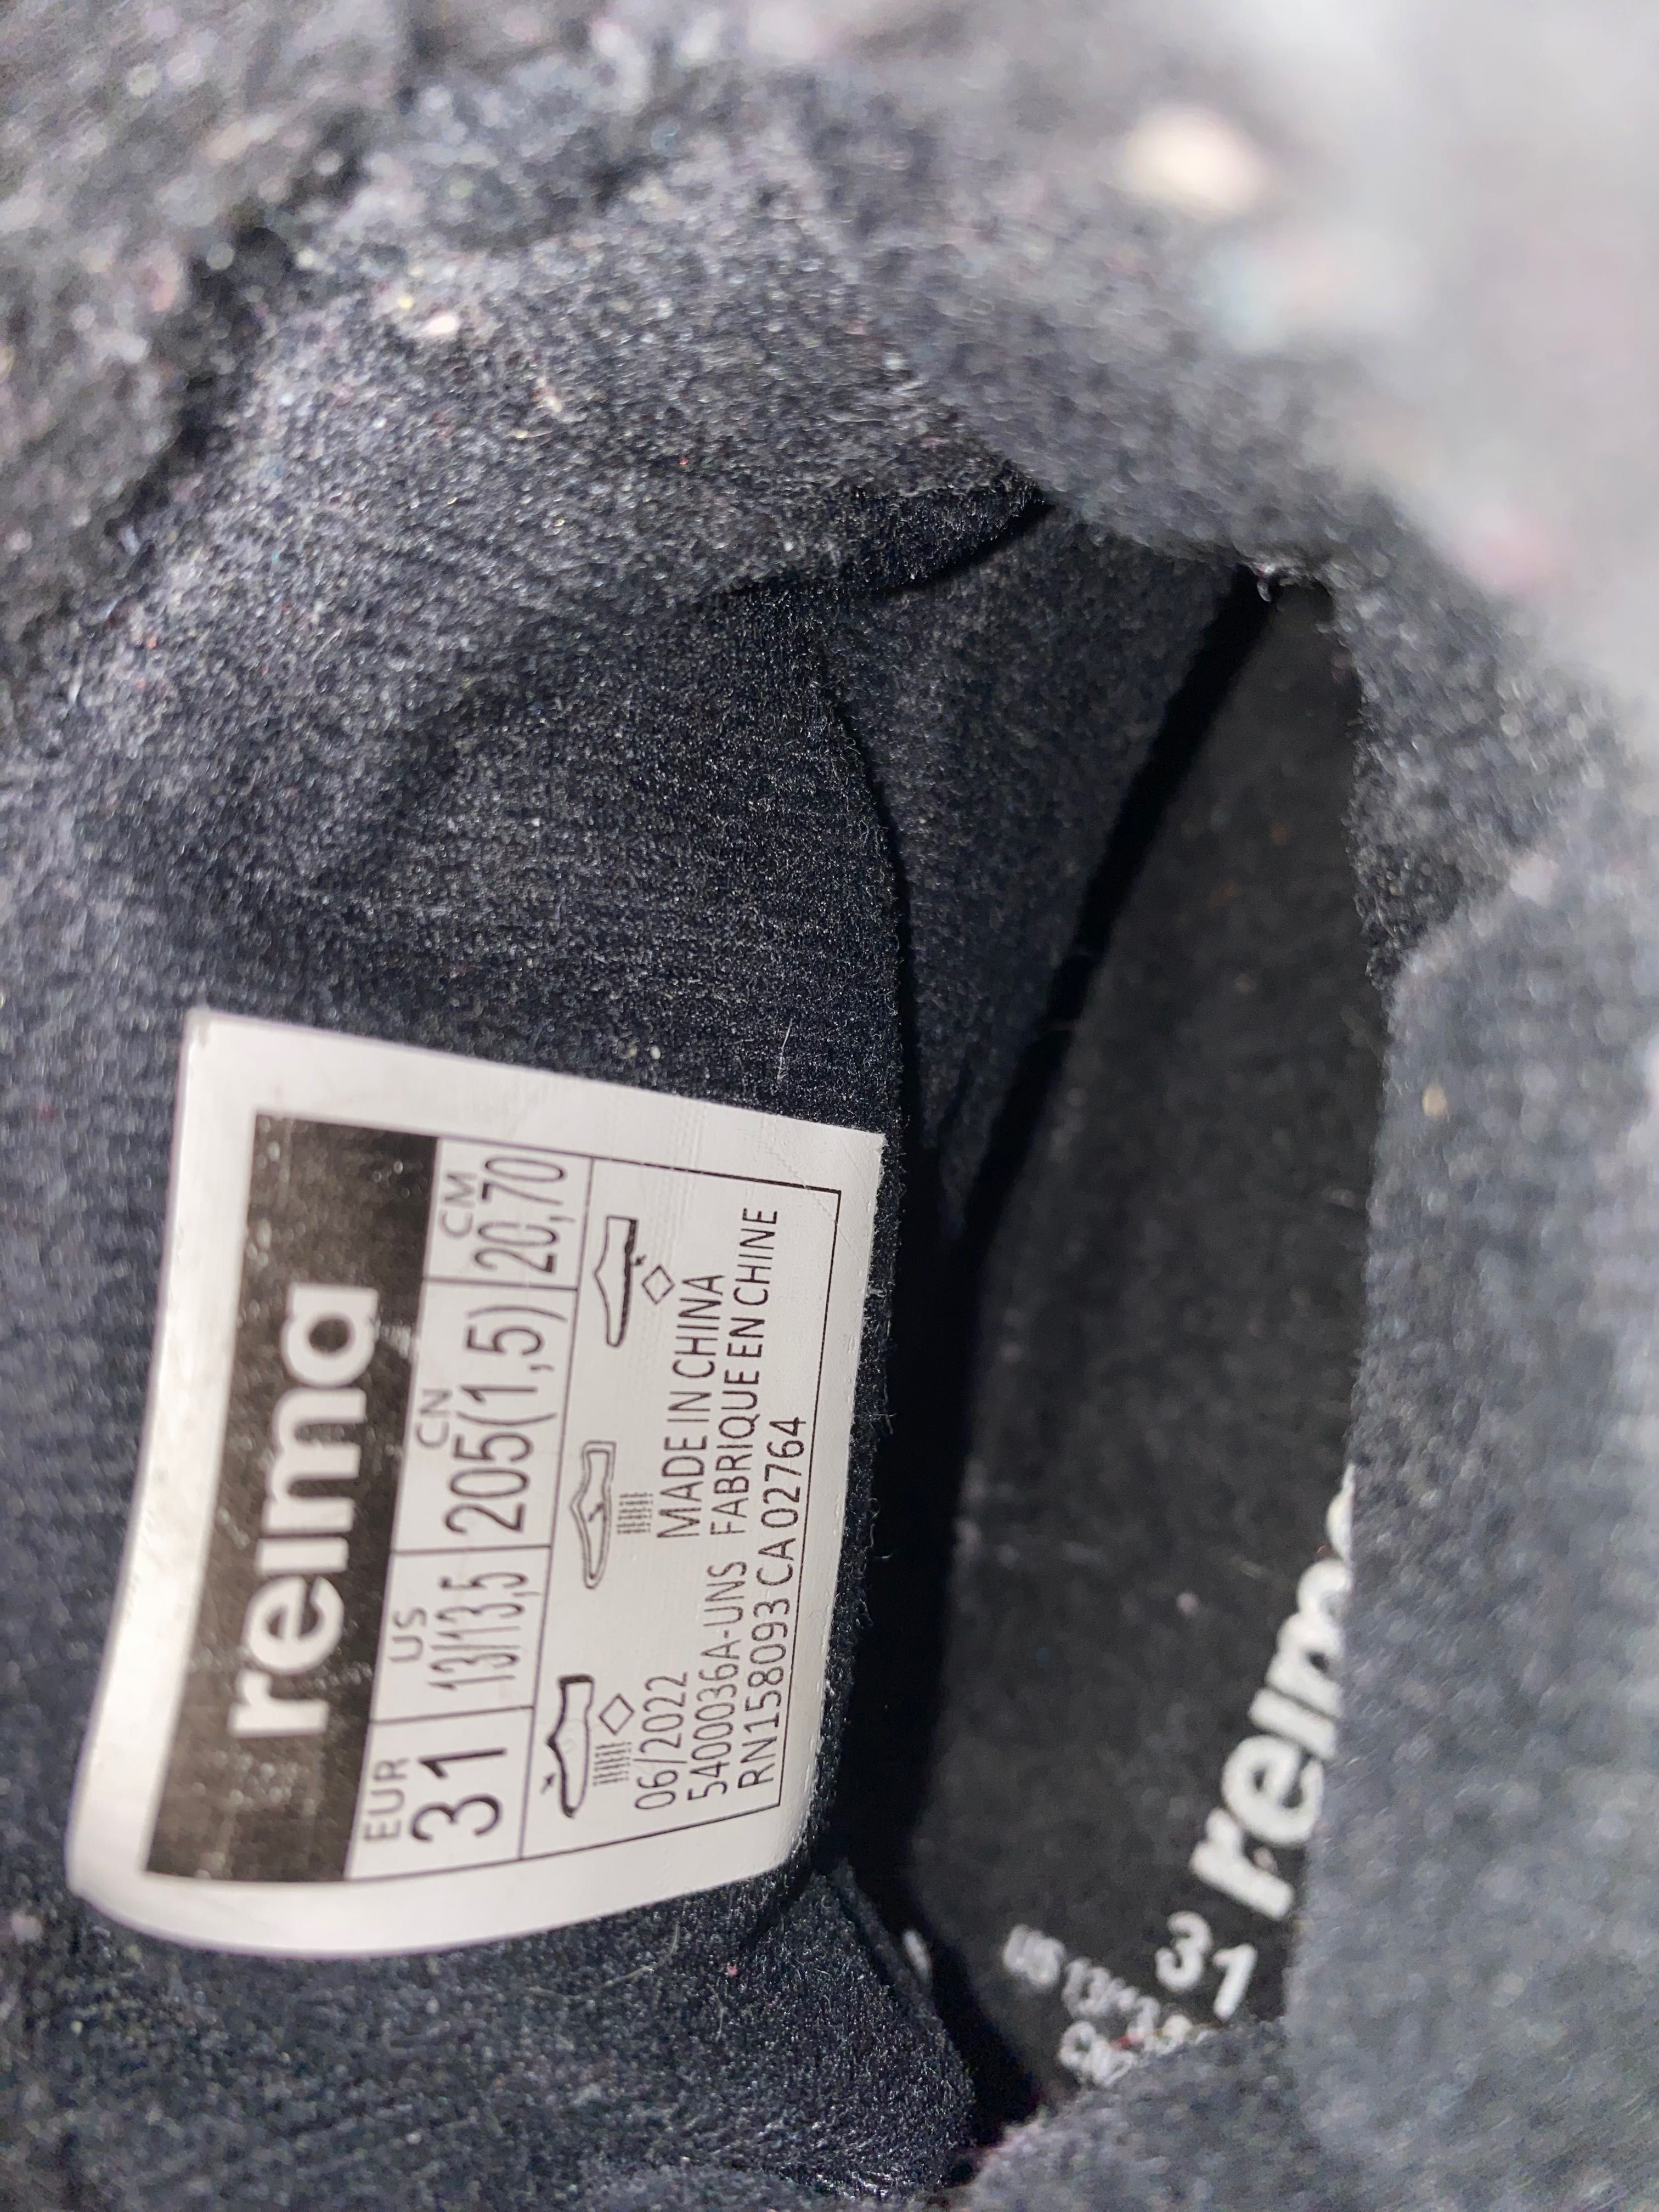 reima
EUR US CN CM
31 13/13,5 205(1,5) 20,70
06/2022 MADE IN CHINA
5400036A-UNS FABRIQUE EN CHINE
RN158093 CA 02764
reima
31